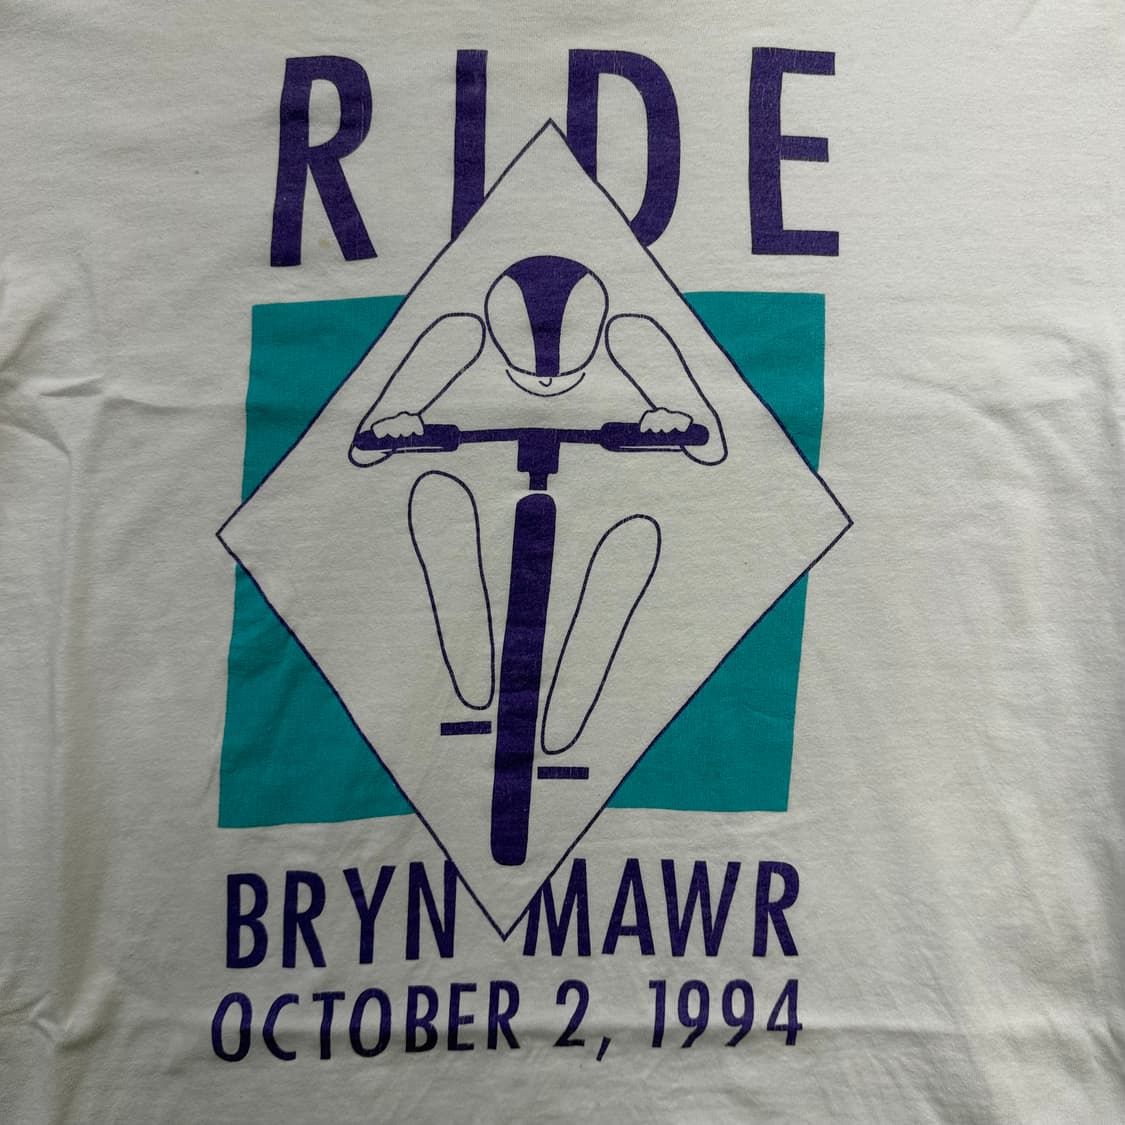 RIDE
BRYN MAWR
OCTOBER 2, 1994